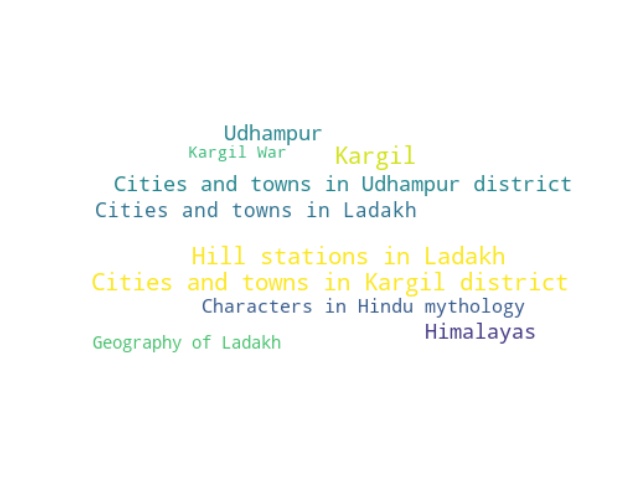 Udhampur
Kargil War
Kargil
Cities and towns in Udhampur district
Cities and towns in Ladakh
Hill stations in Ladakh
Cities and towns in Kargil district
Characters in Hindu mythology
Himalayas
Geography of Ladakh